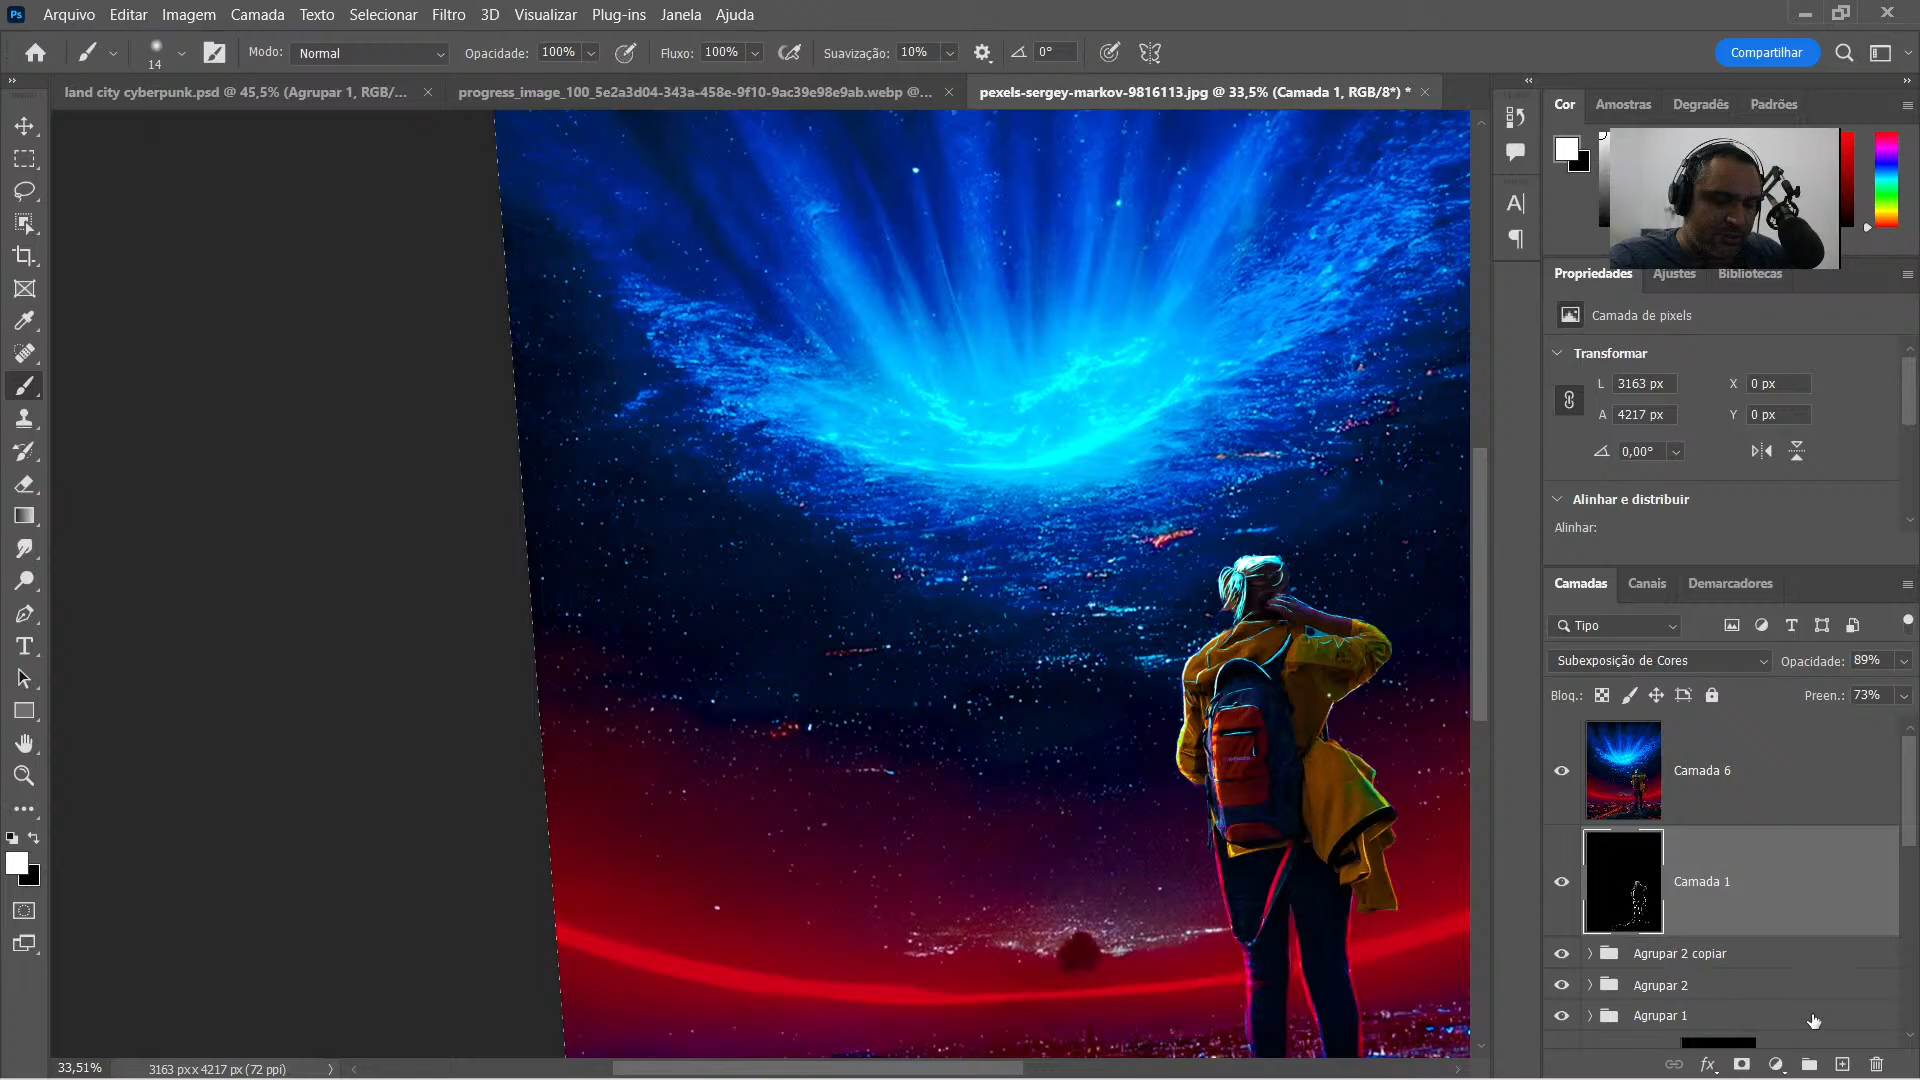 Ps Arquivo Editar Imagem Camada Texto Selecionar Filtro 3D Visualizar Plug-ins Janela Ajuda
14 Modo: Normal Opacidade: 100% Fluxo: 100% Suavização: 10% 0° Compartilhar
land city cyberpunk.psd @ 45,5% (Agrupar 1, RGB/... progress_image_100_5e2a3d04-343a-458e-9f10-9ac39e98e9ab.webp @... pexels-sergey-markov-9816113.jpg @ 33,5% (Camada 1, RGB/8*) *
Cor Amostras Degradês Padrões
Propriedades Ajustes Bibliotecas
Camada de pixels
Transformar
L 3163 px X 0 px
A 4217 px Y 0 px
0,00°
Alinhar e distribuir
Alinhar:
Camadas Canais Demarcadores
Tipo
Subexposição de Cores Opacidade: 89%
Bloq.: Preen.: 73%
Camada 6
Camada 1
Agrupar 2 copiar
Agrupar 2
Agrupar 1
33,51% 3163 px x 4217 px (72 ppi)